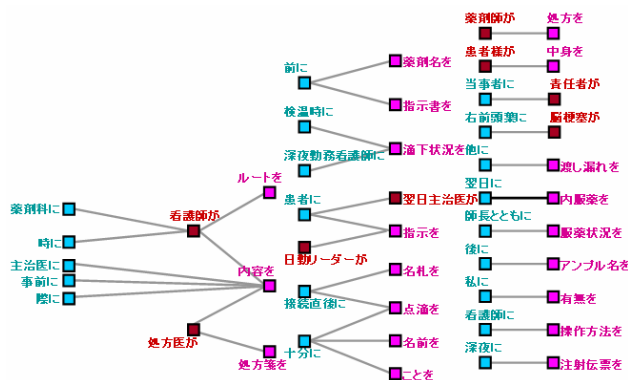 薬剤科に
時に
主治医に
事前に
際に
看護師が
処方医が
ルートを
内容を
処方箋を
前に
検温時に
深夜勤務看護師に
患者に
日勤リーダーが
接続直後に
十分に
薬剤名を
指示書を
滴下状況を
翌日主治医が
指示を
名札を
点滴を
名前を
ことを
薬剤師が
処方を
患者様が
中身を
当事者に
責任者が
右前頭葉に
脳梗塞が
他に
渡し漏れを
翌日に
内服薬を
師長とともに
服薬状況を
後に
アンプル名を
私に
有無を
看護師に
操作方法を
深夜に
注射伝票を